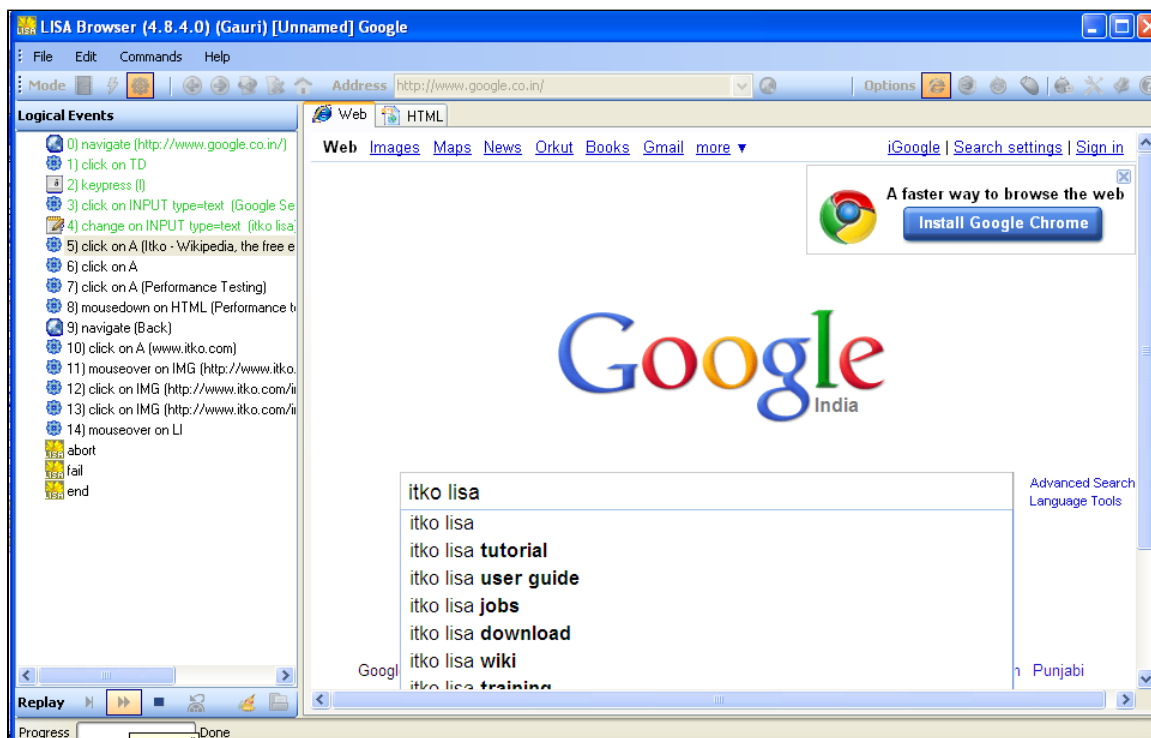 LISA Browser (4.8.4.0) (Gauri) [Unnamed] Google
File Edit Commands Help
Mode Address http://www.google.co.in/ Options
Logical Events
0) navigate (http://www.google.co.in/)
1) click on TD
2) keypress (I)
3) click on INPUT type=text (Google Se
4) change on INPUT type=text (itko lisa
5) click on A (Itko - Wikipedia, the free e
6) click on A
7) click on A (Performance Testing)
8) mousedown on HTML (Performance t
9) navigate (Back)
10) click on A (www.itko.com)
11) mouseover on IMG (http://www.itko.
12) click on IMG (http://www.itko.com/i
13) click on IMG (http://www.itko.com/i
14) mouseover on LI
abort
fail
end
Replay
Progress Done
Web HTML
Web Images Maps News Orkut Books Gmail more ▼ iGoogle | Search settings | Sign in
A faster way to browse the web
Install Google Chrome
Google
India
itko lisa
Advanced Search
Language Tools
itko lisa
itko lisa tutorial
itko lisa user guide
itko lisa jobs
itko lisa download
itko lisa wiki
Googl Punjabi
itko lisa training